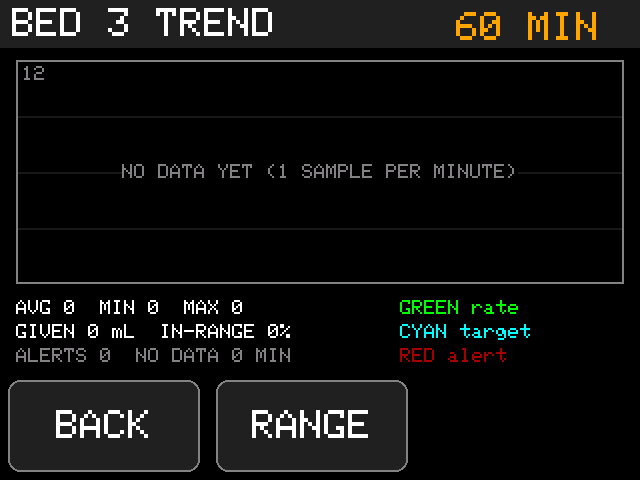 BED 3 TREND 60 MIN
12
NO DATA YET (1 SAMPLE PER MINUTE)
AVG 0 MIN 0 MAX 0 GREEN rate
GIVEN 0 mL IN-RANGE 0% CYAN target
ALERTS 0 NO DATA 0 MIN RED alert
BACK RANGE